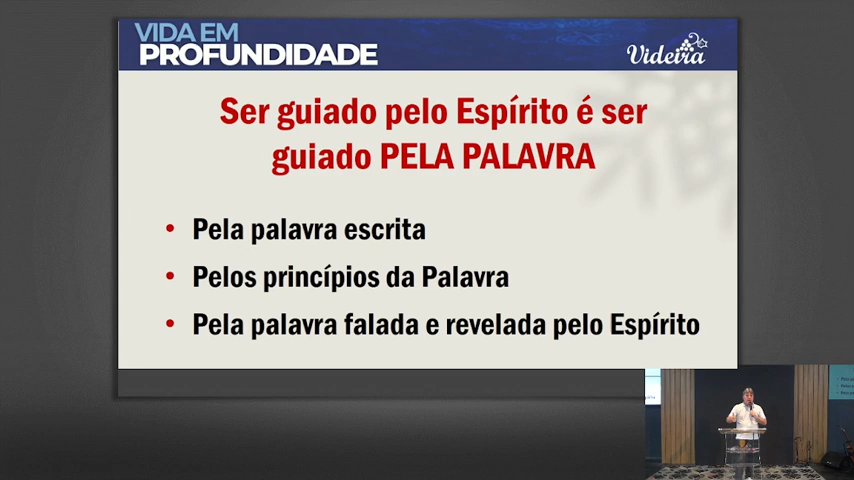 VIDA EM
PROFUNDIDADE
Videira
Ser guiado pelo Espírito é ser
guiado PELA PALAVRA
• Pela palavra escrita
• Pelos princípios da Palavra
• Pela palavra falada e revelada pelo Espírito